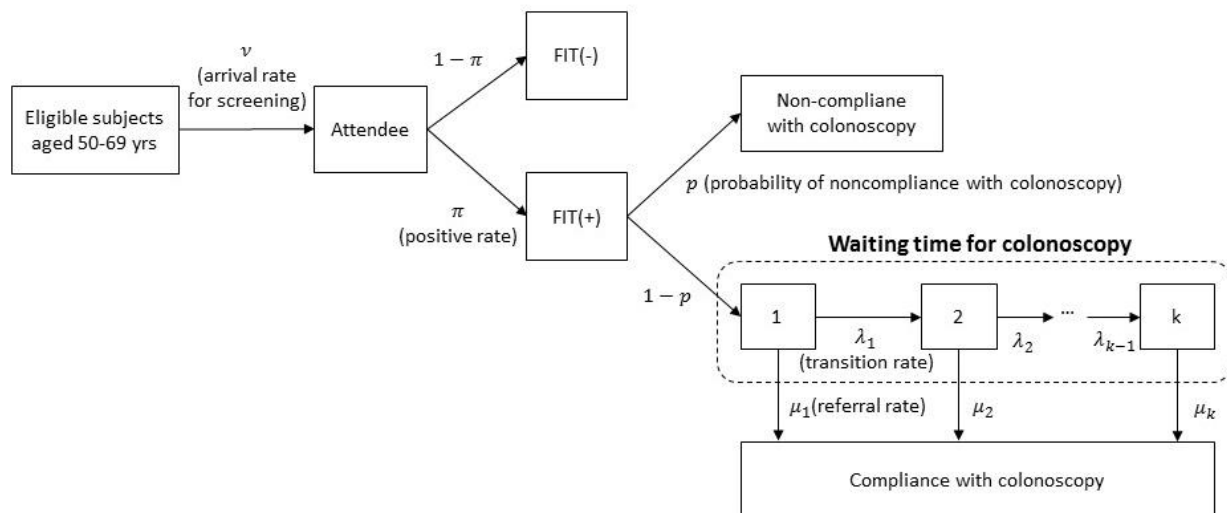 Eligible subjects
aged 50-69 yrs
ν
(arrival rate
for screening)
Attendee
1 − π
FIT(-)
π
(positive rate)
FIT(+)
Non-compliane
with colonoscopy
p (probability of noncompliance with colonoscopy)
1 − p
Waiting time for colonoscopy
1
λ₁
(transition rate)
2
λ₂
...
λₖ₋₁
k
μ₁(referral rate)
μ₂
μₖ
Compliance with colonoscopy